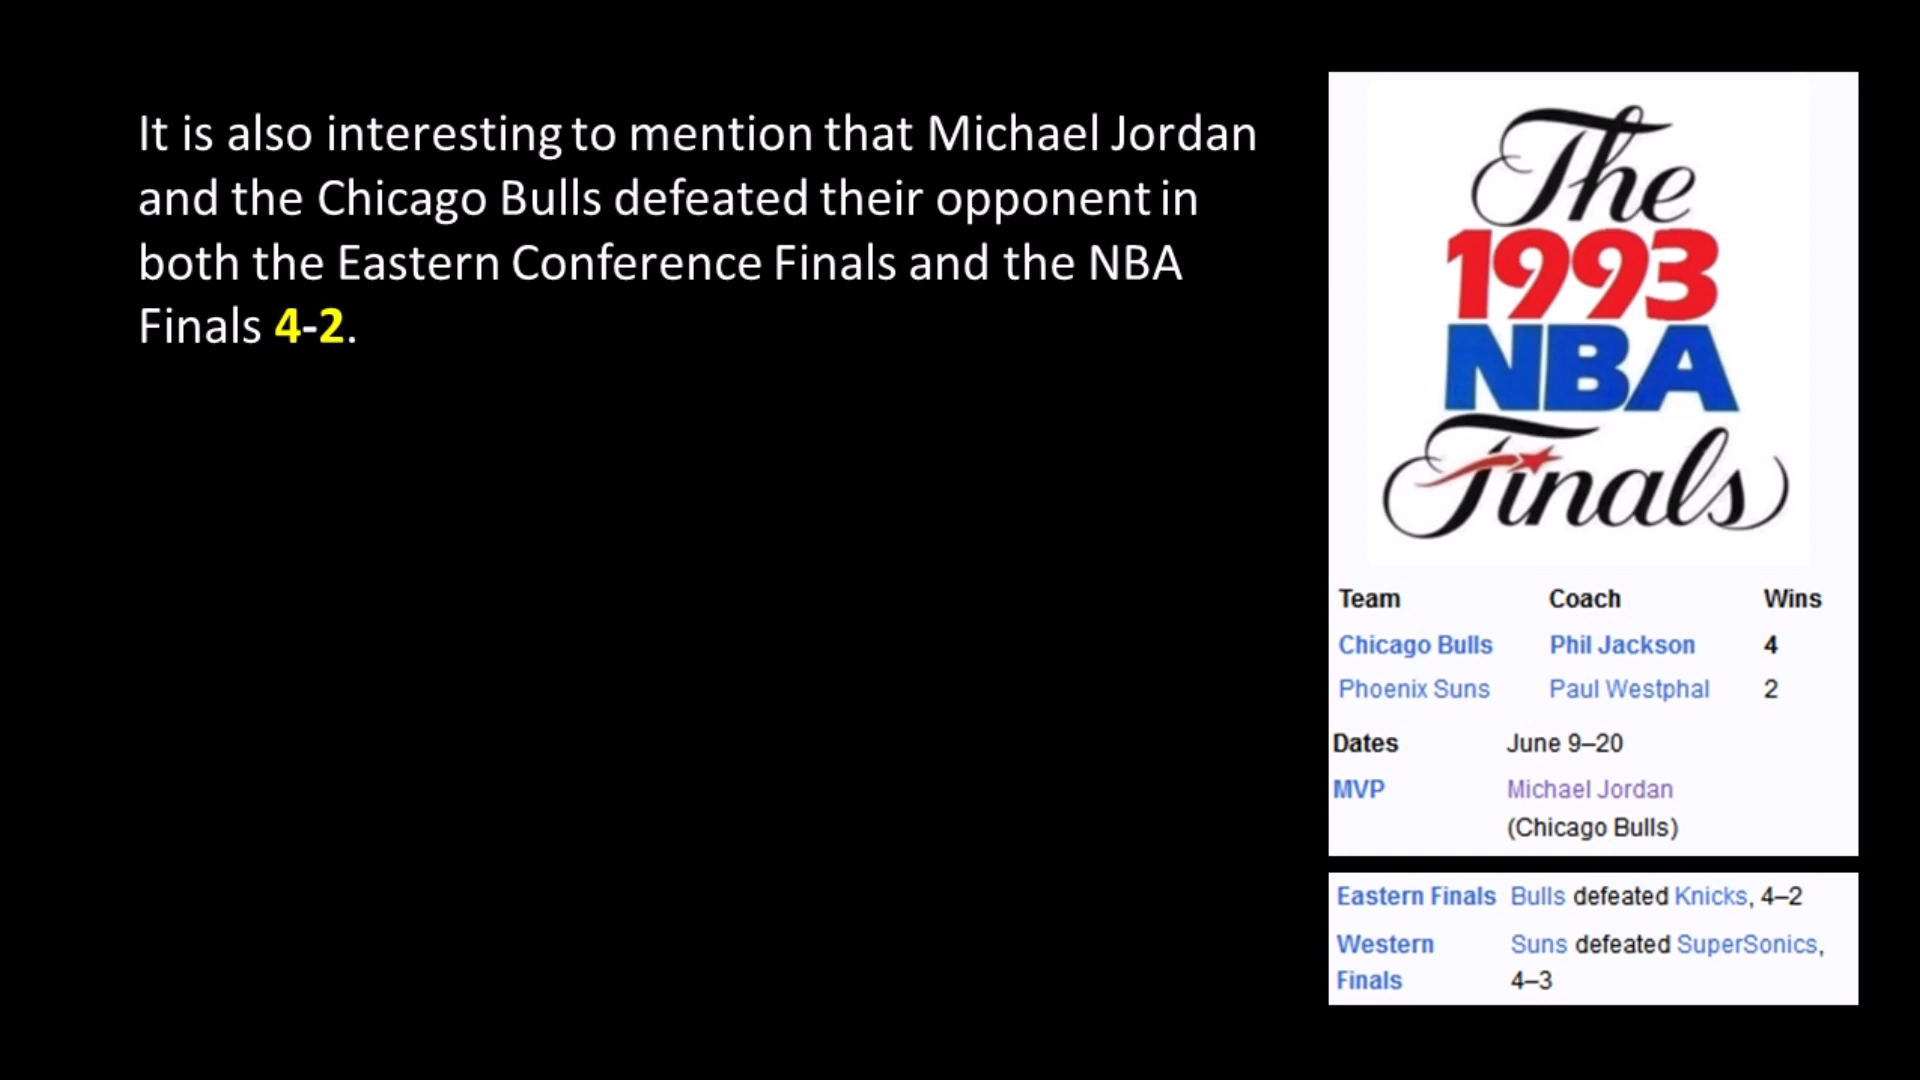 It is also interesting to mention that Michael Jordan
and the Chicago Bulls defeated their opponent in
both the Eastern Conference Finals and the NBA
Finals 4-2.
The
1993
NBA
Finals
Team Coach Wins
Chicago Bulls Phil Jackson 4
Phoenix Suns Paul Westphal 2
Dates June 9–20
MVP Michael Jordan
(Chicago Bulls)
Eastern Finals Bulls defeated Knicks, 4–2
Western Suns defeated SuperSonics,
Finals 4–3